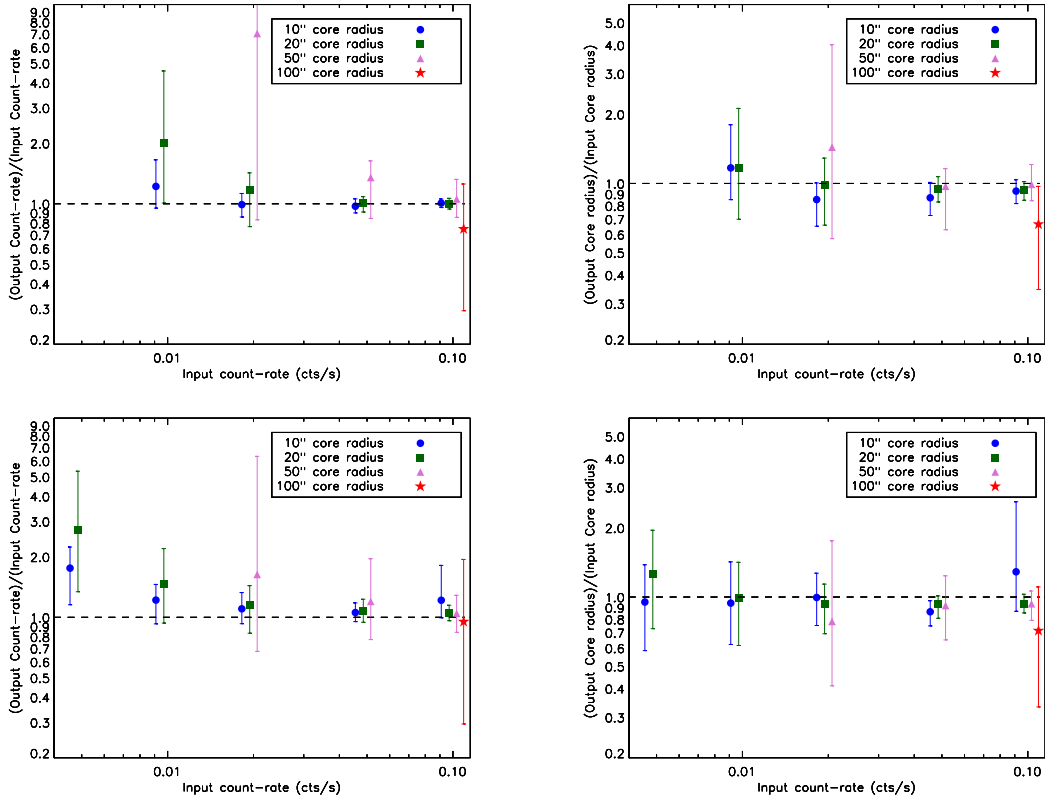 (Output Count-rate)/(Input Count-rate
9.0
8.0
7.0
6.0
5.0
4.0
3.0
2.0
1.0
0.9
0.8
0.7
0.6
0.5
0.4
0.3
0.2
10" core radius
20" core radius
50" core radius
100" core radius
0.01
0.10
Input count-rate (cts/s)
(Output Core radius)/(Input Core radius)
5.0
4.0
3.0
2.0
1.0
0.9
0.8
0.7
0.6
0.5
0.4
0.3
0.2
10" core radius
20" core radius
50" core radius
100" core radius
0.01
0.10
Input count-rate (cts/s)
(Output Count-rate)/(Input Count-rate
9.0
8.0
7.0
6.0
5.0
4.0
3.0
2.0
1.0
0.9
0.8
0.7
0.6
0.5
0.4
0.3
0.2
10" core radius
20" core radius
50" core radius
100" core radius
0.01
0.10
Input count-rate (cts/s)
(Output Core radius)/(Input Core radius)
5.0
4.0
3.0
2.0
1.0
0.9
0.8
0.7
0.6
0.5
0.4
0.3
0.2
10" core radius
20" core radius
50" core radius
100" core radius
0.01
0.10
Input count-rate (cts/s)